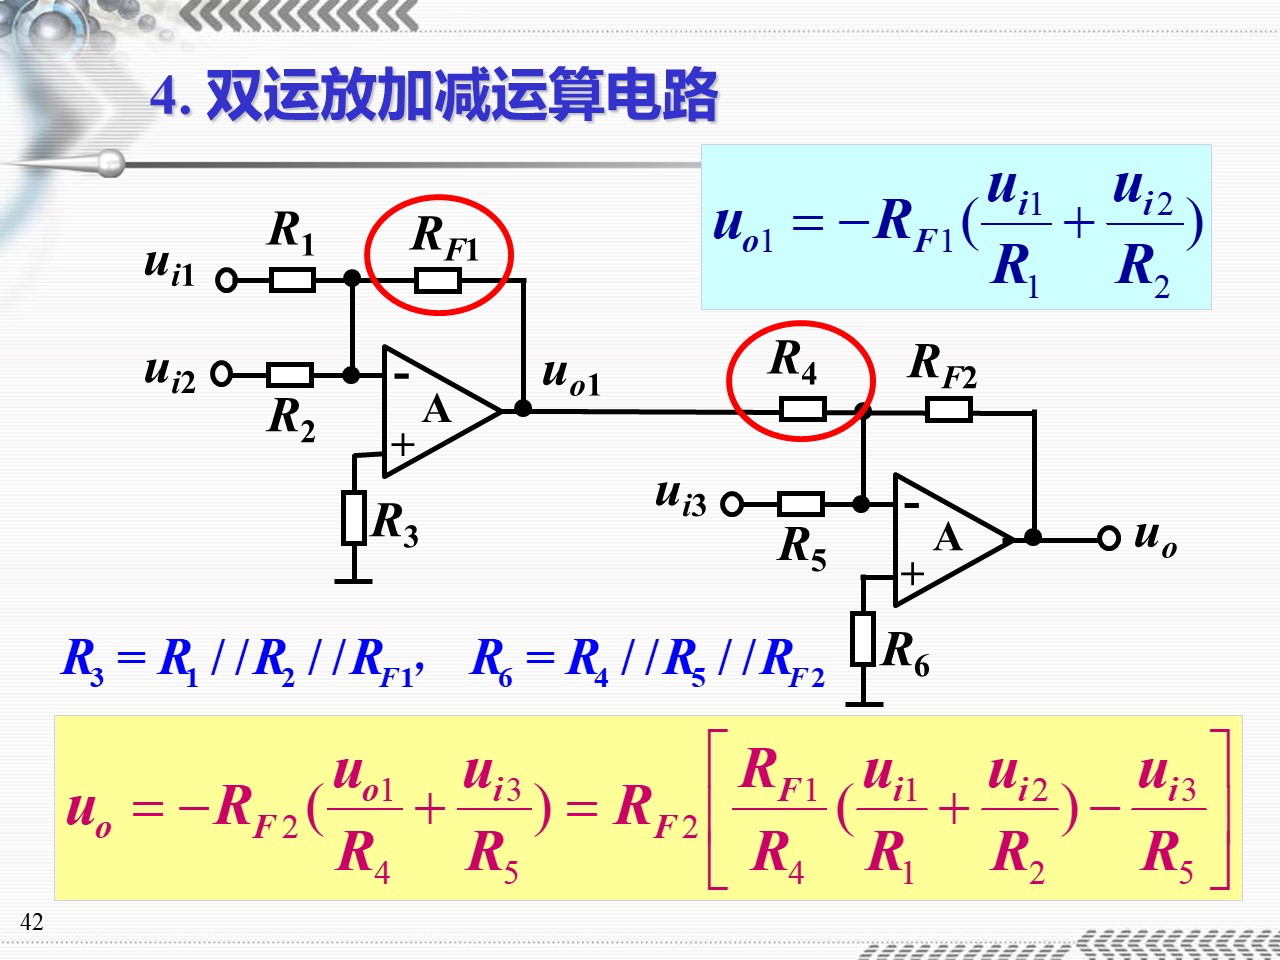 4. 双运放加减运算电路
u_{o1} = −R_{F1}(\frac{u_{i1}}{R_1} + \frac{u_{i2}}{R_2})
R_1
R_{F1}
u_{i1}
u_{i2}
R_2
-
A
+
u_{o1}
R_3
R_4
R_{F2}
u_{i3}
R_5
-
A
+
u_o
R_6
R_3 = R_1 // R_2 // R_{F1}, R_6 = R_4 // R_5 // R_{F2}
u_o = −R_{F2}(\frac{u_{o1}}{R_4} + \frac{u_{i3}}{R_5}) = R_{F2}[\frac{R_{F1}}{R_4}(\frac{u_{i1}}{R_1} + \frac{u_{i2}}{R_2}) − \frac{u_{i3}}{R_5}]
42